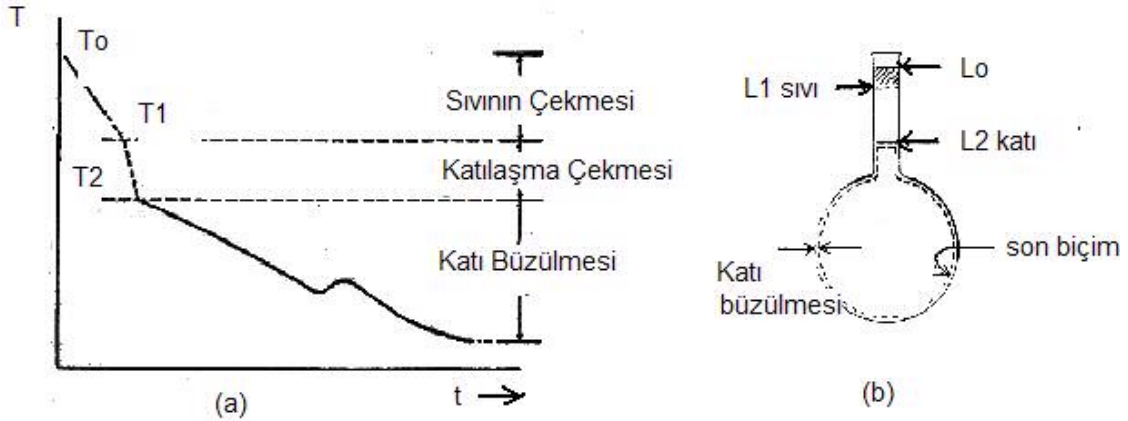 T
To
T1
T2
Sıvının Çekmesi
Katılaşma Çekmesi
Katı Büzülmesi
t
(a)
Lo
L1 sıvı
L2 katı
son biçim
Katı
büzülmesi
(b)